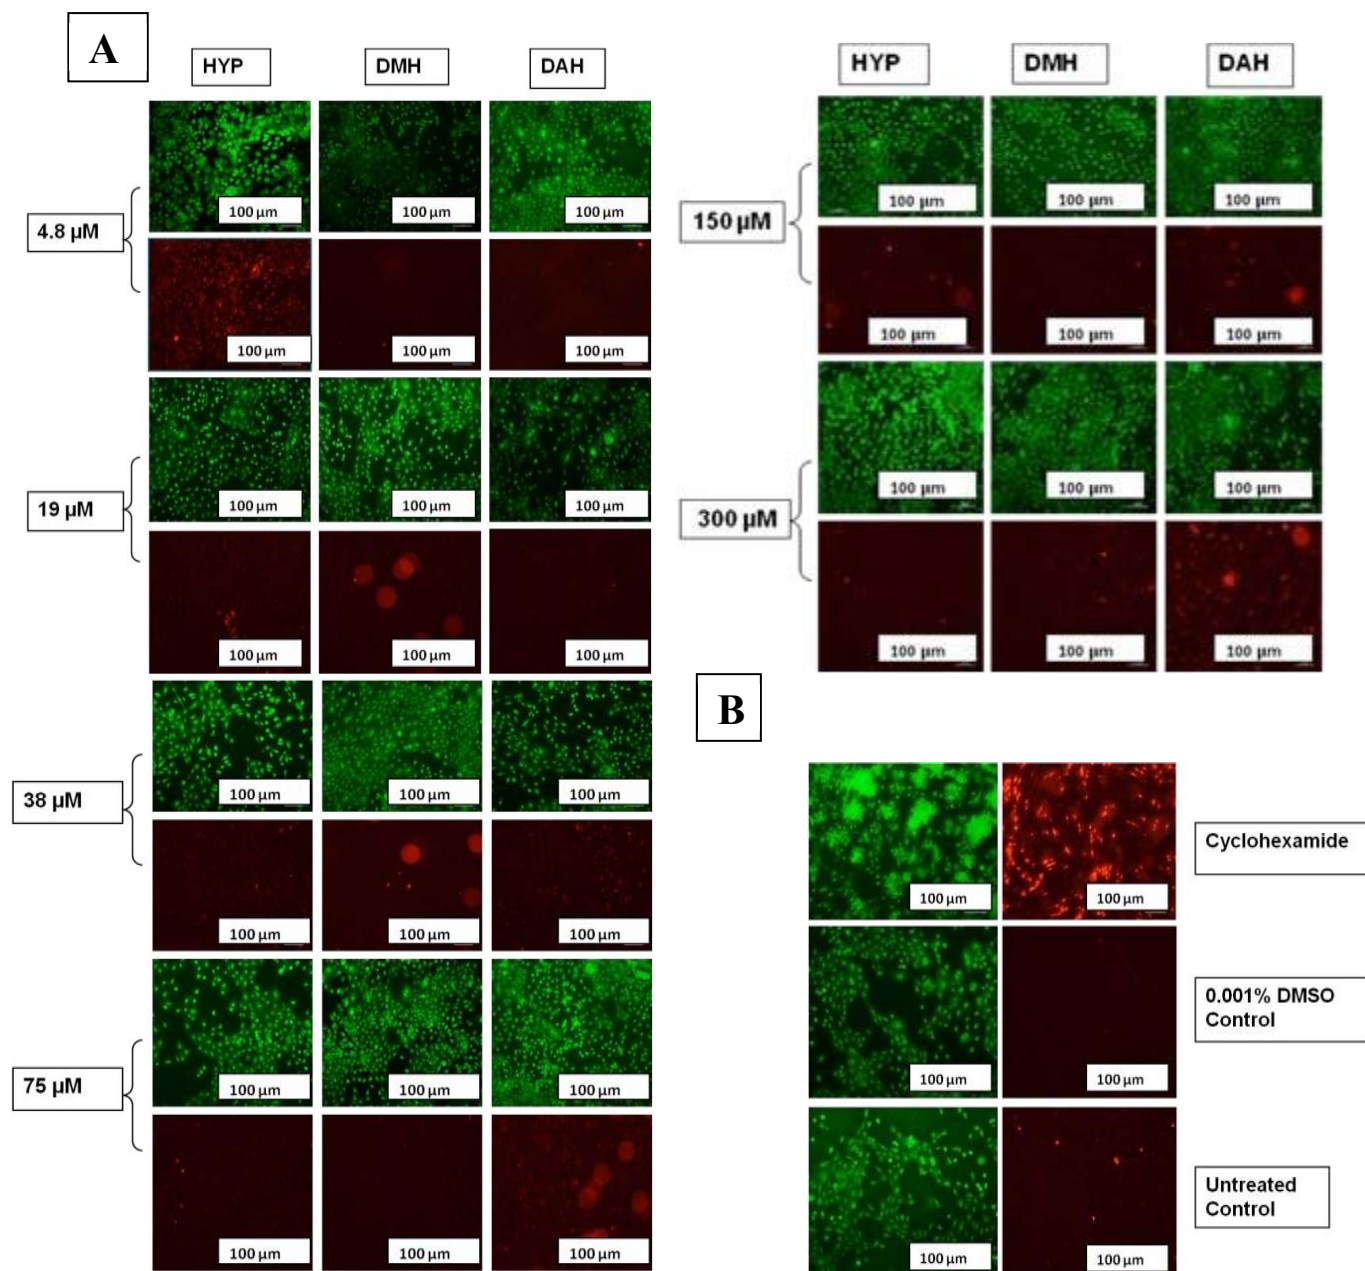 A
HYP DMH DAH
4.8 µM
100 µm 100 µm 100 µm
100 µm 100 µm 100 µm
19 µM
100 µm 100 µm 100 µm
100 µm 100 µm 100 µm
38 µM
100 µm 100 µm 100 µm
100 µm 100 µm 100 µm
75 µM
100 µm 100 µm 100 µm
100 µm 100 µm 100 µm
HYP DMH DAH
150 µM
100 µm 100 µm 100 µm
100 µm 100 µm 100 µm
300 µM
100 µm 100 µm 100 µm
100 µm 100 µm 100 µm
B
100 µm 100 µm
Cyclohexamide
100 µm 100 µm
0.001% DMSO
Control
100 µm 100 µm
Untreated
Control